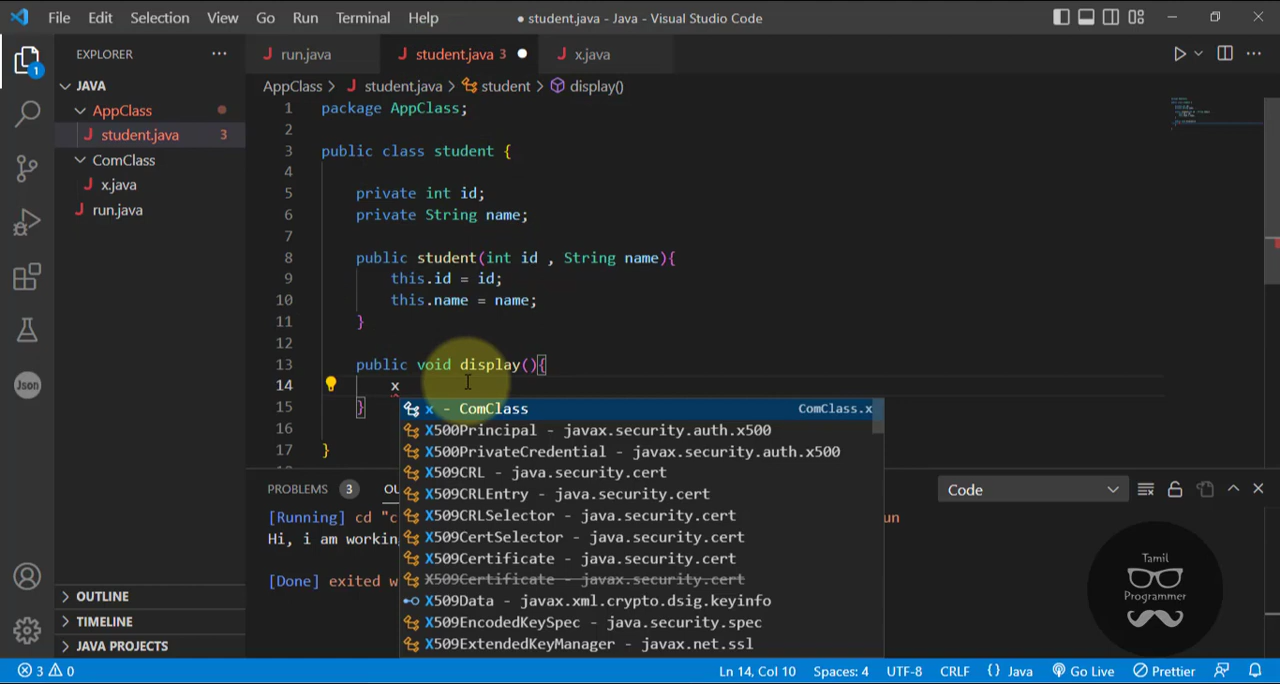 File Edit Selection View Go Run Terminal Help
● student.java - Java - Visual Studio Code
EXPLORER ...
1
JAVA
AppClass
student.java 3
ComClass
x.java
run.java
OUTLINE
TIMELINE
JAVA PROJECTS
run.java student.java 3 x.java
AppClass > student.java > student > display()
1 package AppClass;
2
3 public class student {
4
5 private int id;
6 private String name;
7
8 public student(int id , String name){
9 this.id = id;
10 this.name = name;
11 }
12
13 public void display(){
14 x
15 }
16
17 }
x - ComClass ComClass.x
X500Principal - javax.security.auth.x500
X500PrivateCredential - javax.security.auth.x500
X509CRL - java.security.cert
X509CRLEntry - java.security.cert
X509CRLSelector - java.security.cert
X509CertSelector - java.security.cert
X509Certificate - java.security.cert
X509Certificate - javax.security.cert
X509Data - javax.xml.crypto.dsig.keyinfo
X509EncodedKeySpec - java.security.spec
X509ExtendedKeyManager - javax.net.ssl
PROBLEMS 3 OU
Code
[Running] cd "c un
Hi, i am workin
[Done] exited w
Json
Tamil
Programmer
3 0
Ln 14, Col 10 Spaces: 4 UTF-8 CRLF {} Java Go Live Prettier